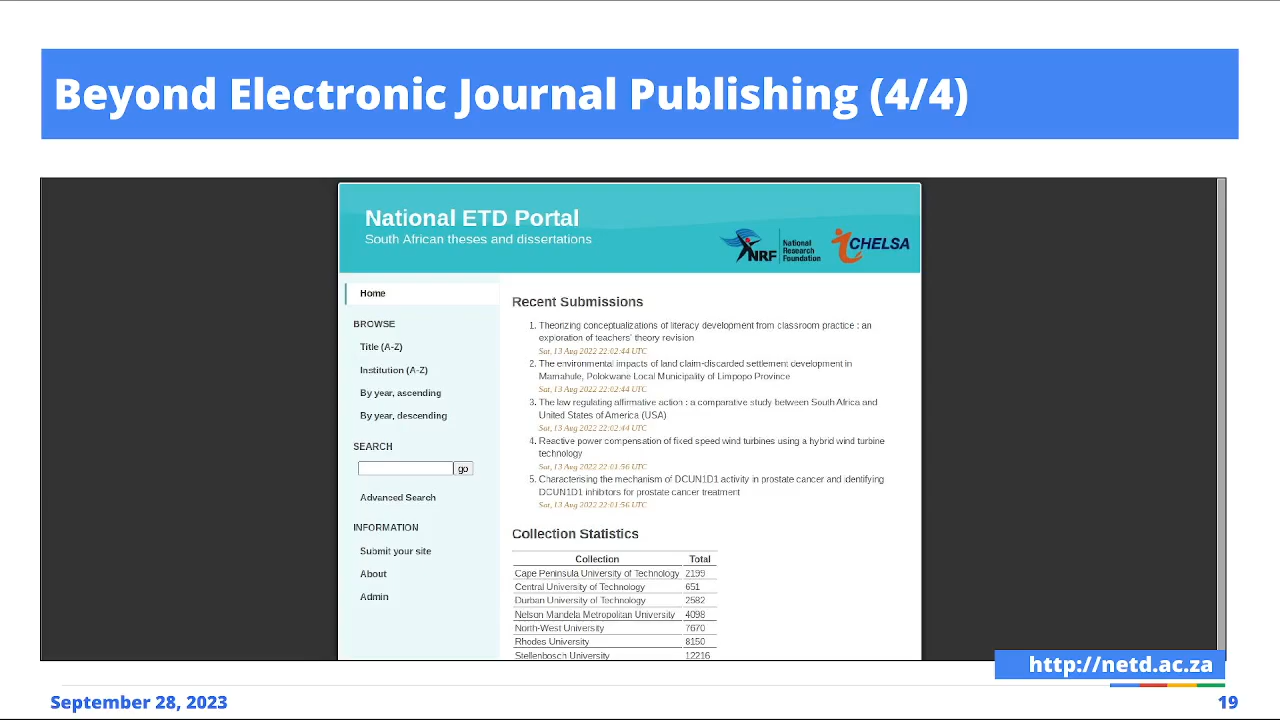 Beyond Electronic Journal Publishing (4/4)
National ETD Portal
South African theses and dissertations
NRF
National
Research
Foundation
CHELSA
Home
BROWSE
Title (A-Z)
Institution (A-Z)
By year, ascending
By year, descending
SEARCH
go
Advanced Search
INFORMATION
Submit your site
About
Admin
Recent Submissions
1. Theorizing conceptualizations of literacy development from classroom practice : an
exploration of teachers' theory revision
Sat, 13 Aug 2022 22:02:44 UTC
2. The environmental impacts of land claim-discarded settlement development in
Mamahule, Polokwane Local Municipality of Limpopo Province
Sat, 13 Aug 2022 22:02:44 UTC
3. The law regulating affirmative action : a comparative study between South Africa and
United States of America (USA)
Sat, 13 Aug 2022 22:02:44 UTC
4. Reactive power compensation of fixed speed wind turbines using a hybrid wind turbine
technology
Sat, 13 Aug 2022 22:01:56 UTC
5. Characterising the mechanism of DCUN1D1 activity in prostate cancer and identifying
DCUN1D1 inhibitors for prostate cancer treatment
Sat, 13 Aug 2022 22:01:56 UTC
Collection Statistics
Collection Total
Cape Peninsula University of Technology 2199
Central University of Technology 651
Durban University of Technology 2582
Nelson Mandela Metropolitan University 4098
North-West University 7670
Rhodes University 8150
Stellenbosch University 12216
http://netd.ac.za
September 28, 2023
19